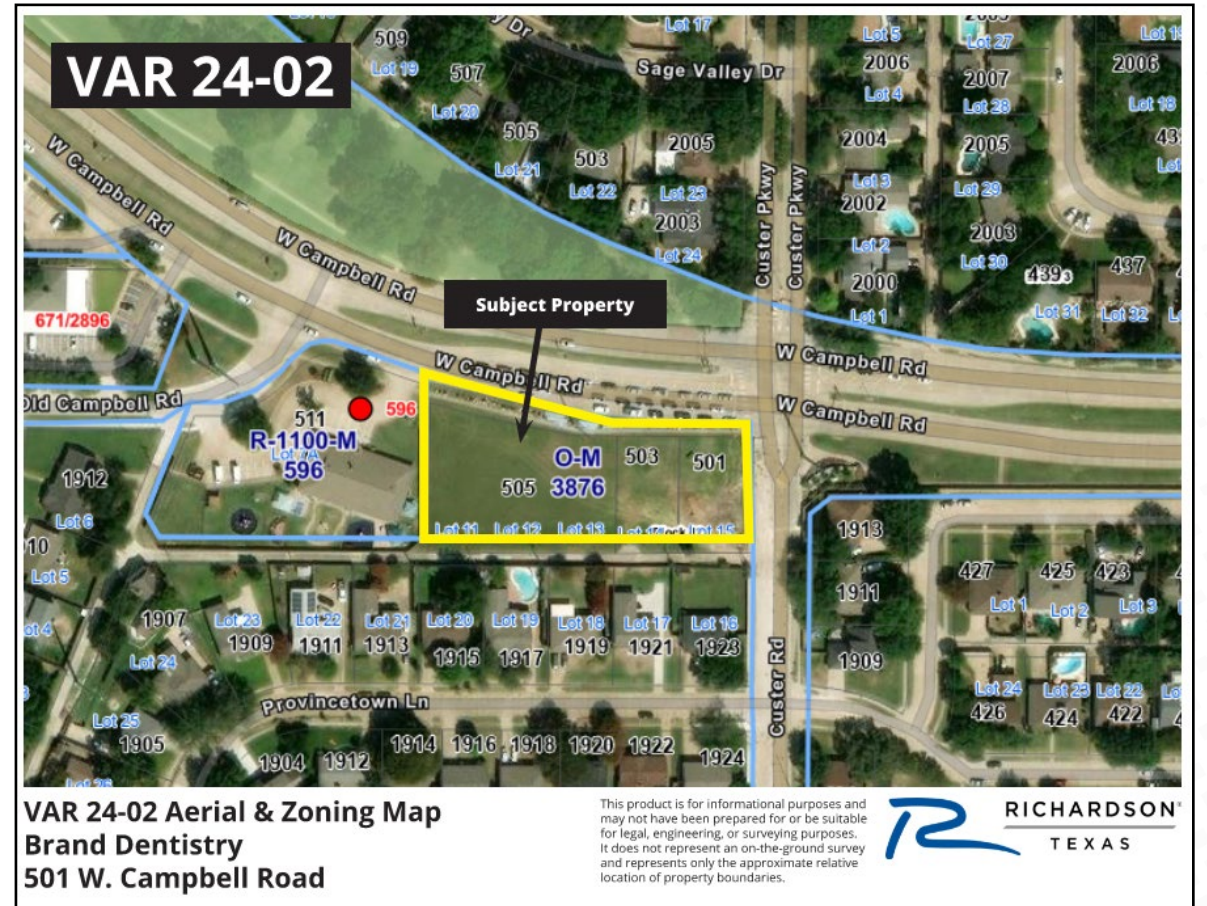 VAR 24-02
509
Lot 19
507
Lot 20
505
Lot 21
503
Lot 22
2005
Lot 23
2003
Lot 24
Lot 17
y Dr
Sage Valley Dr
Lot 5
2006
Lot 4
2004
Lot 3
2002
Lot 2
2000
Lot 1
Lot 27
2007
Lot 28
2005
Lot 29
2003
Lot 30
2006
Lot 18
437
Lot 31
Lot 32
Custer Pkwy
Custer Pkwy
W Campbell Rd
W Campbell Rd
Subject Property
671/2896
W Campbell Rd
W Campbell Rd
W Campbell Rd
Old Campbell Rd
511
596
R-1100-M
Lot 7A
596
O-M
3876
505
503
501
Lot 11
Lot 12
Lot 13
Lot 15
1912
Lot 6
10
Lot 5
1907
Lot 24
Lot 23
1909
Lot 22
1911
Lot 21
1913
Lot 20
1915
Lot 19
1917
Lot 18
1919
Lot 17
1921
Lot 16
1923
Custer Rd
1913
1911
1909
427
425
423
Lot 1
Lot 2
Lot 3
Lot 24
Lot 23
Lot 22
426
424
422
Provincetown Ln
Lot 25
1905
1904
1912
1914
1916
1918
1920
1922
1924
VAR 24-02 Aerial & Zoning Map
Brand Dentistry
501 W. Campbell Road
This product is for informational purposes and
may not have been prepared for or be suitable
for legal, engineering, or surveying purposes.
It does not represent an on-the-ground survey
and represents only the approximate relative
location of property boundaries.
RICHARDSON
TEXAS